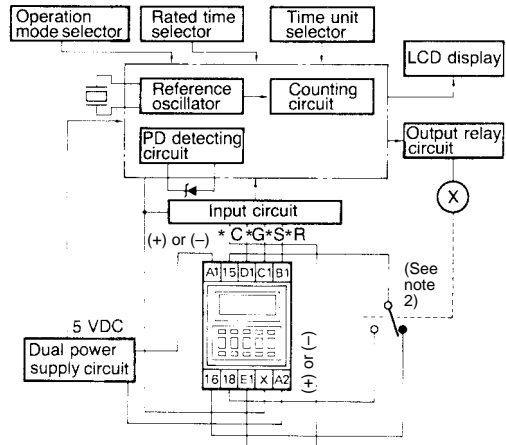 Operation
mode selector
Rated time
selector
Time unit
selector
LCD display
Reference
oscillator
Counting
circuit
PD detecting
circuit
Output relay
circuit
X
Input circuit
* C *G *S *R
(+) or (–)
A1 15 D1 C1 B1
(See
note
2)
5 VDC
Dual power
supply circuit
(+) or (–)
16 18 E1 X A2